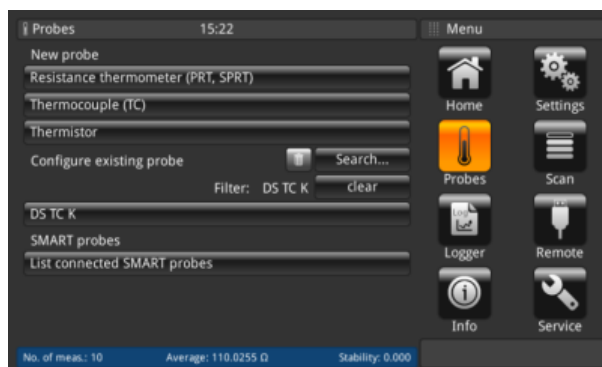 Probes 15:22
New probe
Resistance thermometer (PRT, SPRT)
Thermocouple (TC)
Thermistor
Configure existing probe Search...
Filter: DS TC K clear
DS TC K
SMART probes
List connected SMART probes
No. of meas.: 10 Average: 110.0255 Ω Stability: 0.000
Menu
Home Settings
Probes Scan
Log
Logger Remote
Info Service